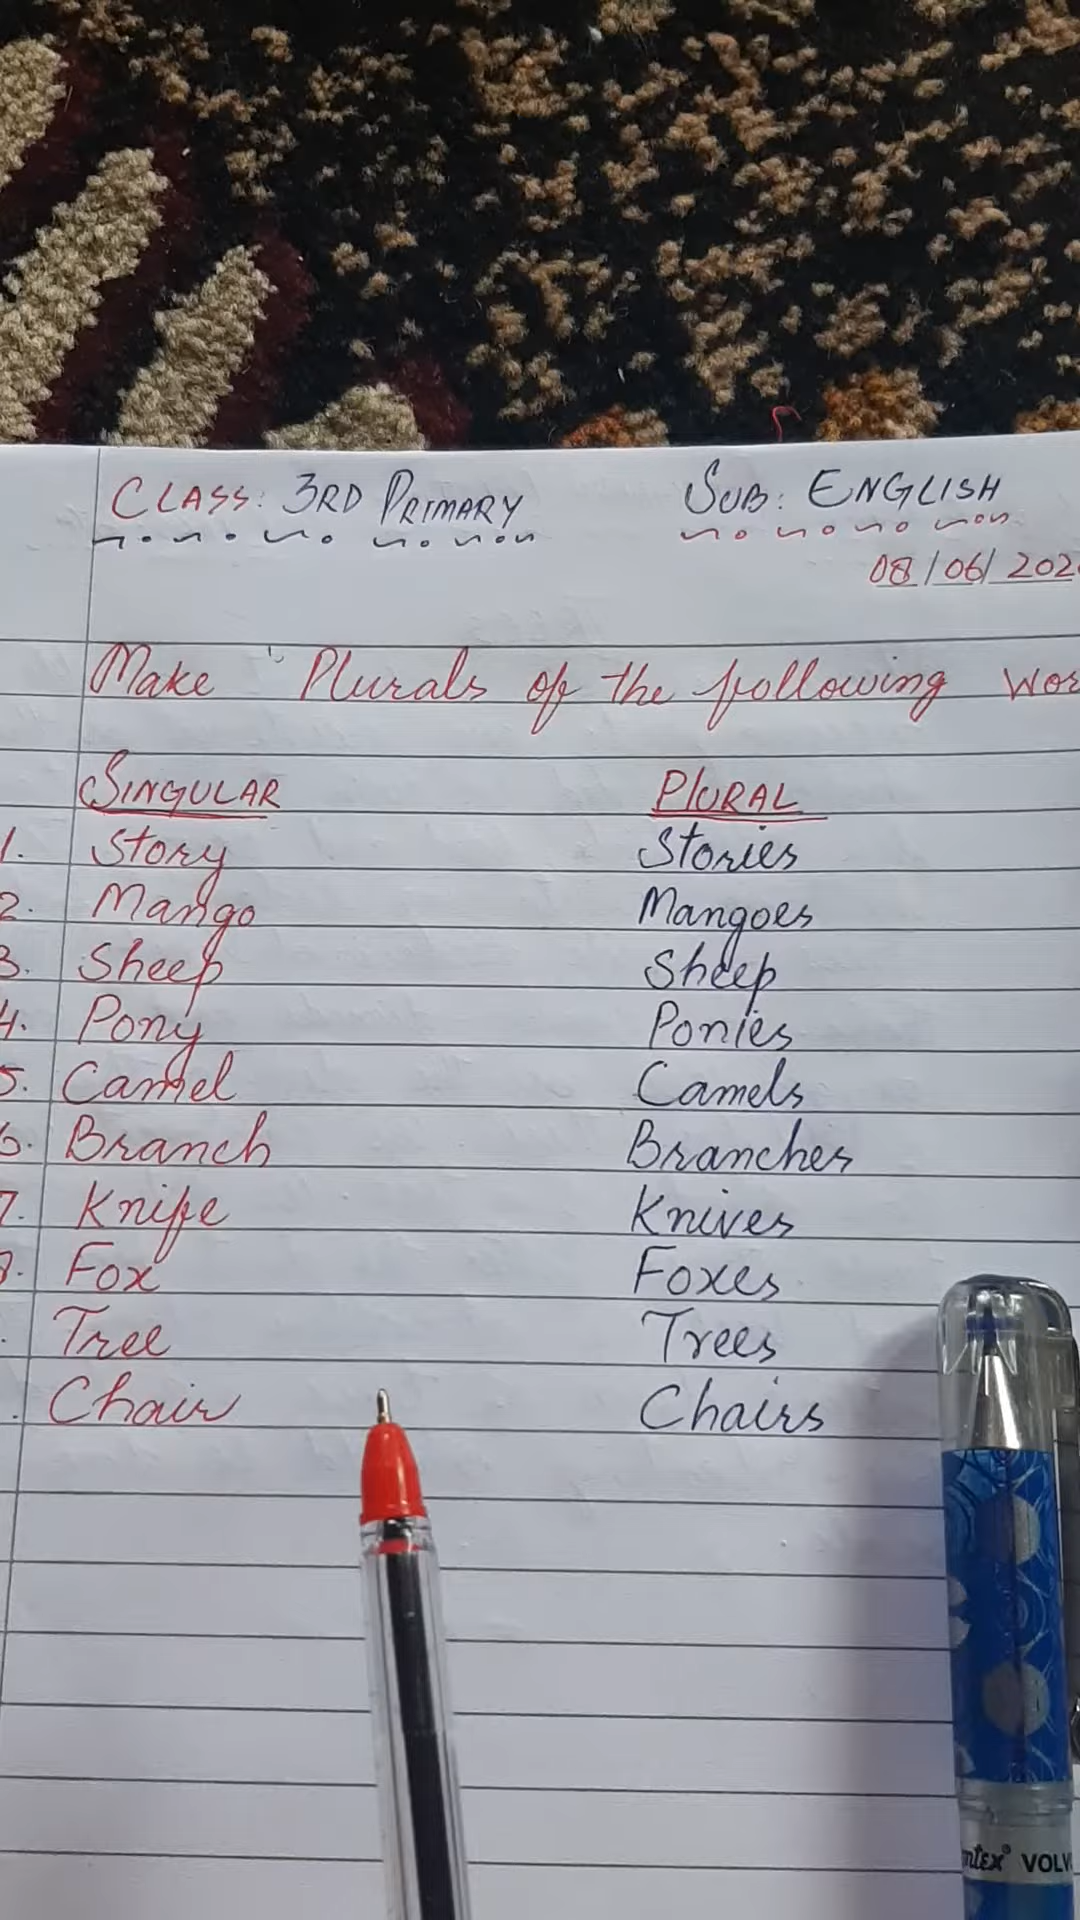 CLASS: 3RD PRIMARY SUB: ENGLISH
08/06/202
Make Plurals of the following
SINGULAR PLURAL
1. Story Stories
2. Mango Mangoes
3. Sheep Sheep
4. Pony Ponies
5. Camel Camels
6. Branch Branches
7. Knife Knives
8. Fox Foxes
. Tree Trees
. Chair Chairs
VOLV